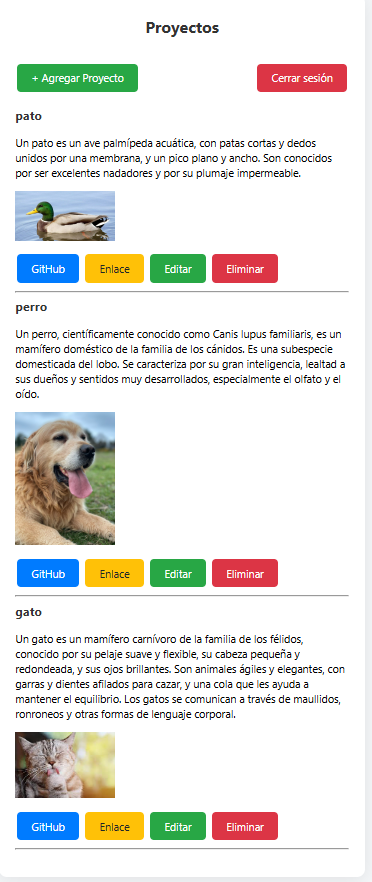 Proyectos
+ Agregar Proyecto
Cerrar sesión
pato
Un pato es un ave palmípeda acuática, con patas cortas y dedos
unidos por una membrana, y un pico plano y ancho. Son conocidos
por ser excelentes nadadores y por su plumaje impermeable.
GitHub
Enlace
Editar
Eliminar
perro
Un perro, científicamente conocido como Canis lupus familiaris, es un
mamífero doméstico de la familia de los cánidos. Es una subespecie
domesticada del lobo. Se caracteriza por su gran inteligencia, lealtad a
sus dueños y sentidos muy desarrollados, especialmente el olfato y el
oído.
GitHub
Enlace
Editar
Eliminar
gato
Un gato es un mamífero carnívoro de la familia de los félidos,
conocido por su pelaje suave y flexible, su cabeza pequeña y
redondeada, y sus ojos brillantes. Son animales ágiles y elegantes, con
garras y dientes afilados para cazar, y una cola que les ayuda a
mantener el equilibrio. Los gatos se comunican a través de maullidos,
ronroneos y otras formas de lenguaje corporal.
GitHub
Enlace
Editar
Eliminar